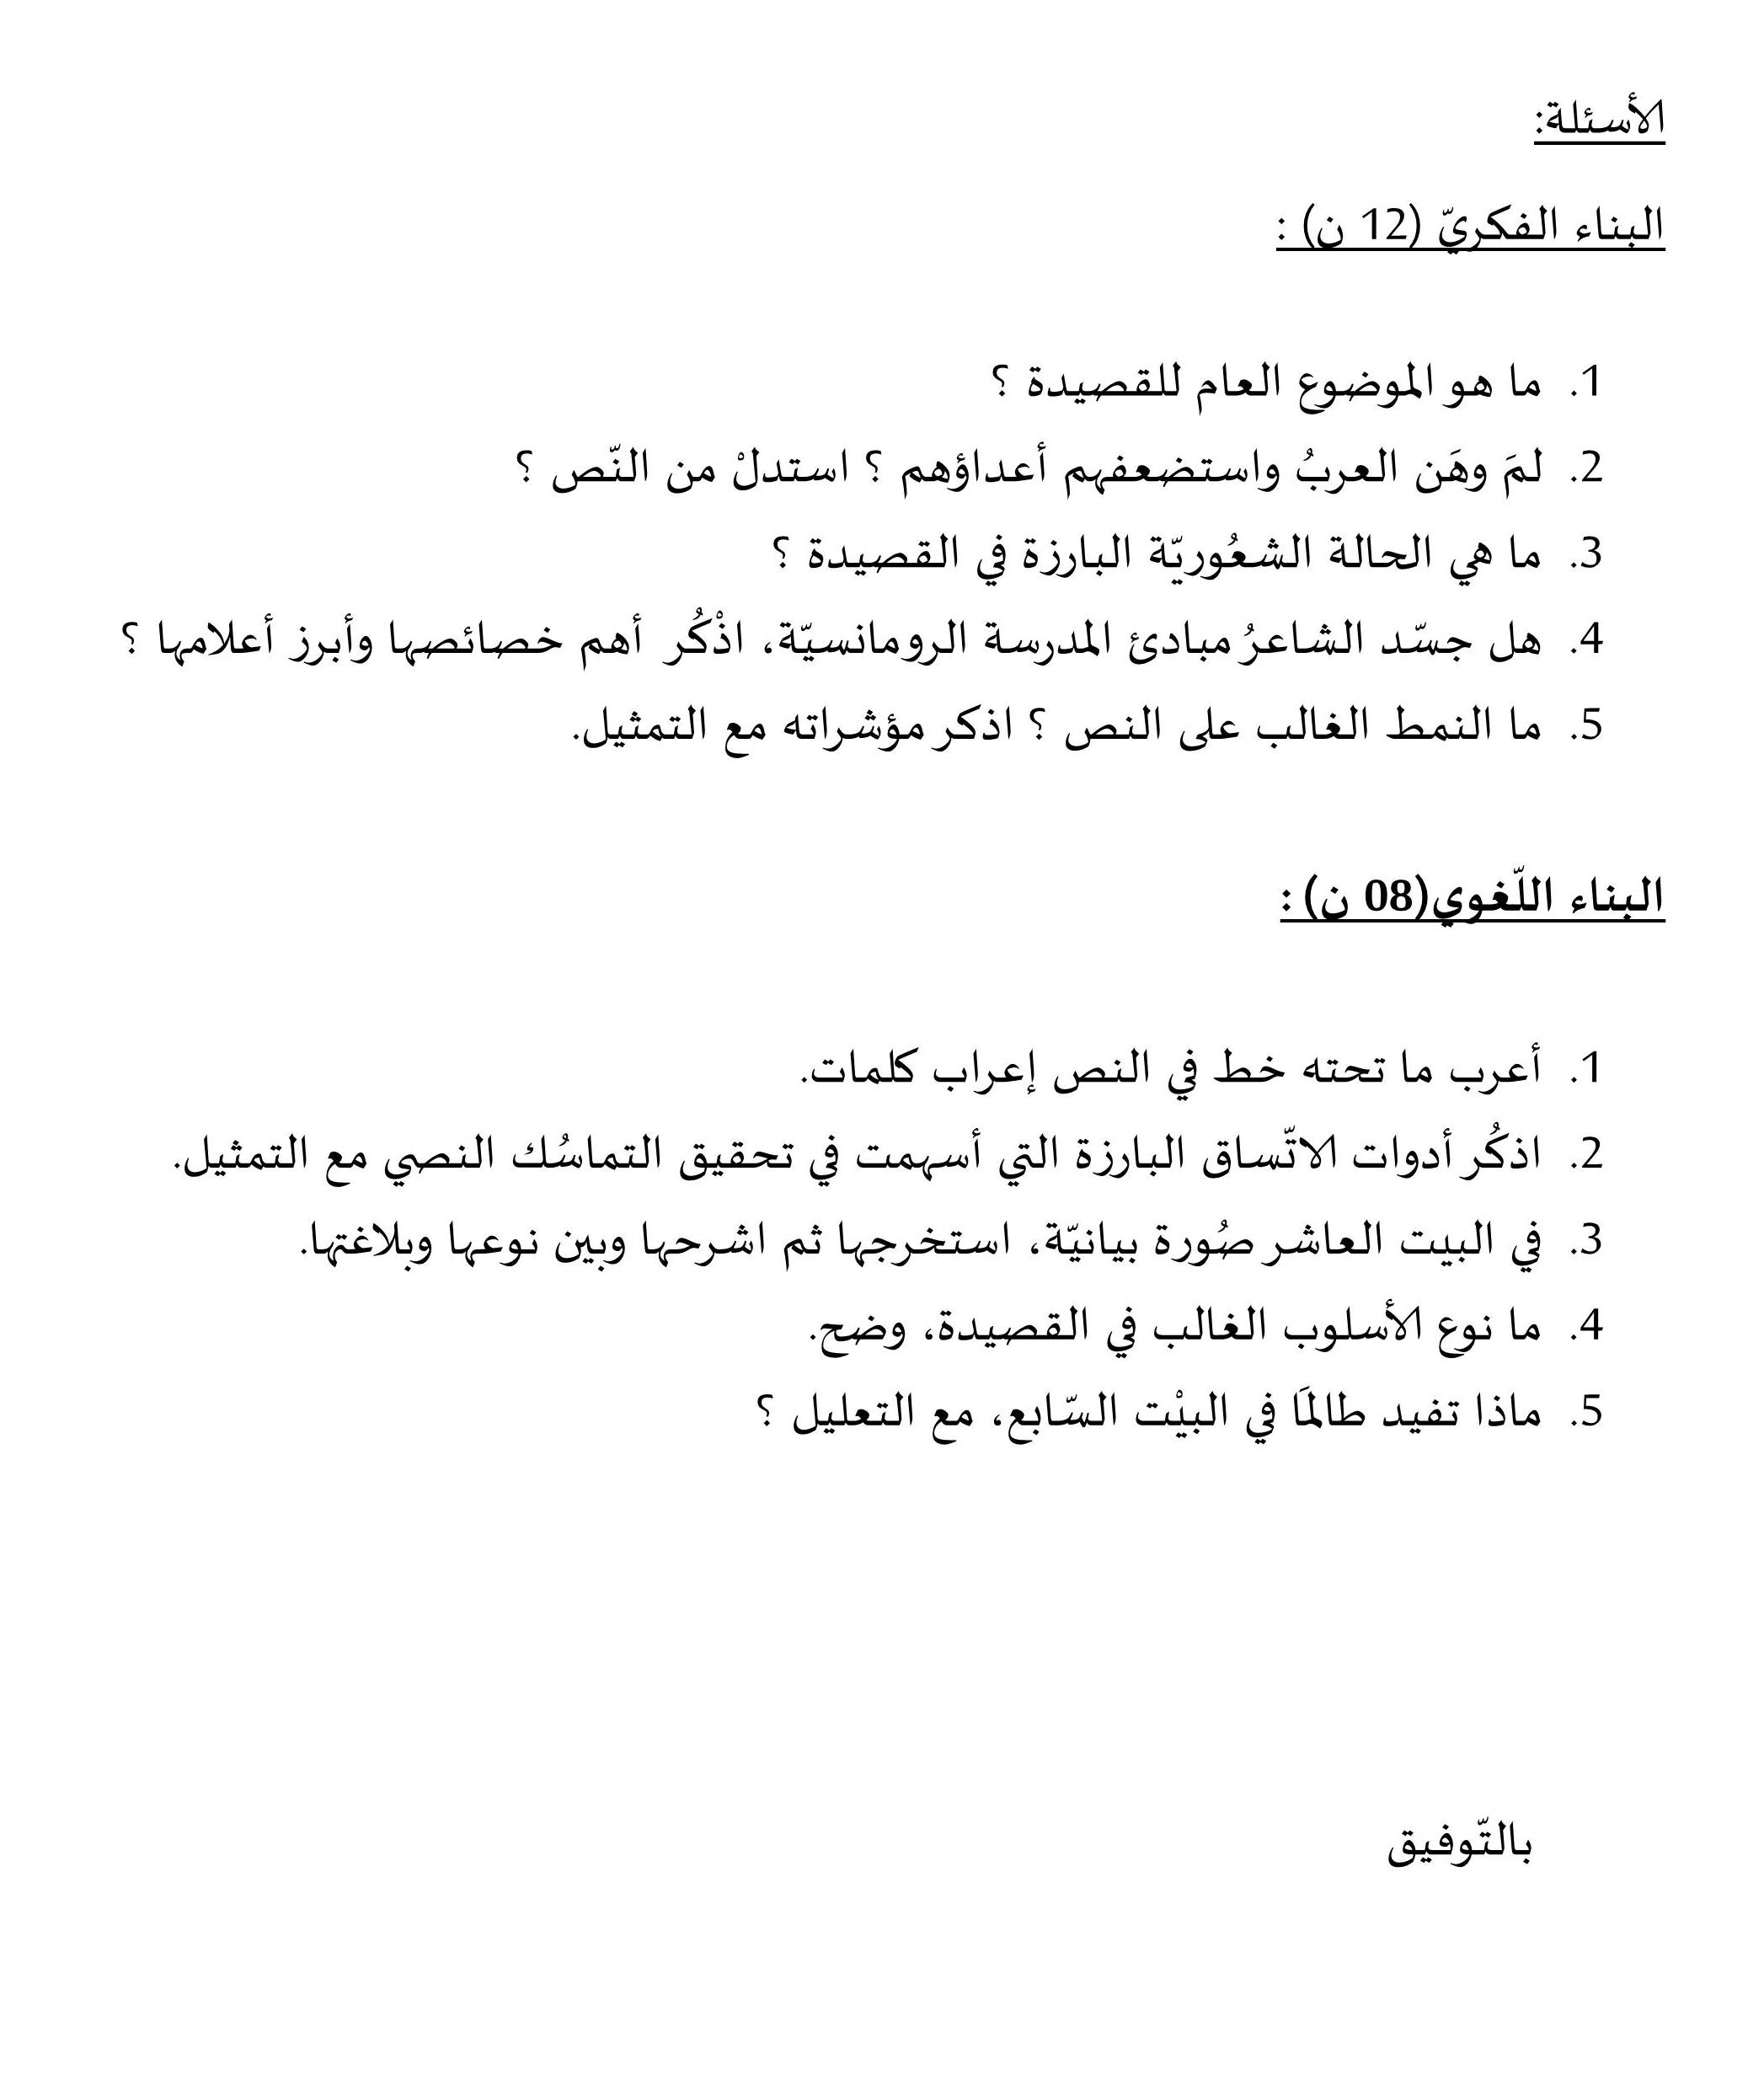 الأسئلة:
البناء الفكريّ (12 ن) :
1. ما هو الموضوع العام للقصيدة ؟
2. لمَ وهَن العربُ واستضعفهم أعداؤهم ؟ استدلْ من النّص ؟
3. ما هي الحالة الشعُوريّة البارزة في القصيدة ؟
4. هل جسّد الشاعرُ مبادئ المدرسة الرومانسيّة، اذْكُر أهم خصائصها وأبرز أعلامها ؟
5. ما النمط الغالب على النص ؟ اذكر مؤشراته مع التمثيل.
البناء اللّغوي(08 ن) :
1. أعرب ما تحته خط في النص إعراب كلمات.
2. اذكُر أدوات الاتّساق البارزة التي أسهمت في تحقيق التماسُك النصي مع التمثيل.
3. في البيت العاشر صُورة بيانيّة، استخرجها ثم اشرحها وبين نوعها وبلاغتها.
4. ما نوع الأسلوب الغالب في القصيدة، وضح.
5. ماذا تفيد طالمَا في البيْت السّابع، مع التعليل ؟
بالتّوفيق